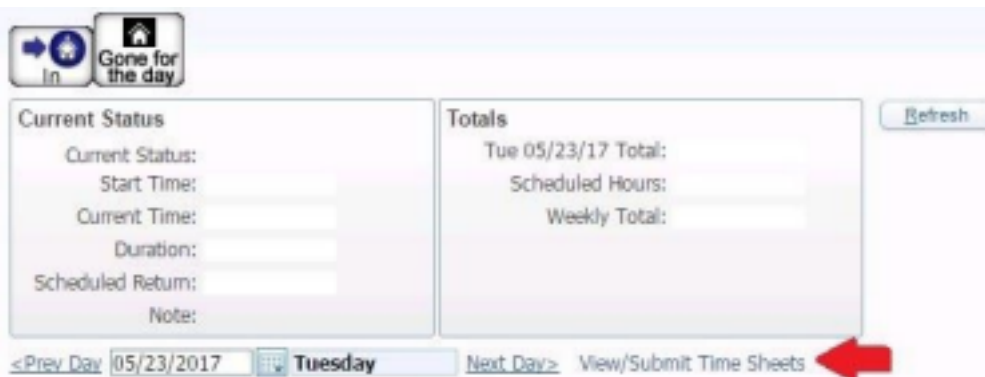 In
Gone for
the day
Current Status
Current Status:
Start Time:
Current Time:
Duration:
Scheduled Return:
Note:
Totals
Tue 05/23/17 Total:
Scheduled Hours:
Weekly Total:
Refresh
<Prev Day 05/23/2017 Tuesday Next Day> View/Submit Time Sheets